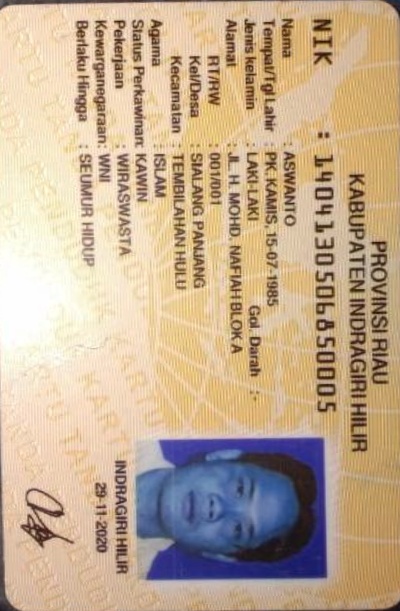 PROVINSI RIAU
KABUPATEN INDRAGIRI HILIR
NIK : 1404130506850005
Nama : ASWANTO
Tempat/Tgl Lahir : PK. KAMIS, 15-07-1985
Jenis kelamin : LAKI-LAKI Gol. Darah : -
Alamat : JL. H. MOHD. NAFIAH BLOK A
RT/RW : 001/001
Kel/Desa : SIALANG PANJANG
Kecamatan : TEMBILAHAN HULU
Agama : ISLAM
Status Perkawinan: KAWIN
Pekerjaan : WIRASWASTA
Kewarganegaraan: WNI
Berlaku Hingga : SEUMUR HIDUP
INDRAGIRI HILIR
29-11-2020